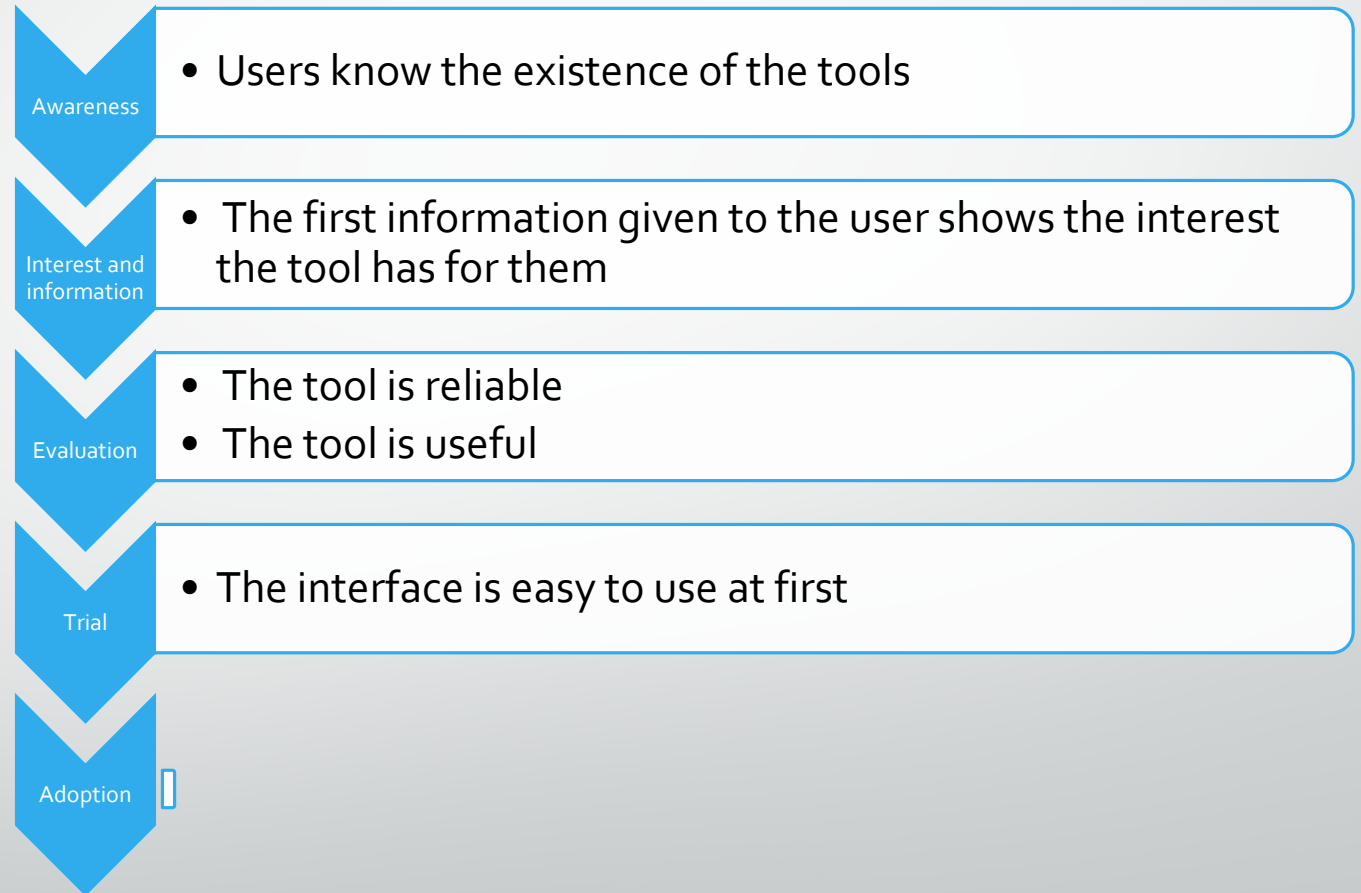 Awareness
• Users know the existence of the tools
Interest and
information
• The first information given to the user shows the interest
the tool has for them
Evaluation
• The tool is reliable
• The tool is useful
Trial
• The interface is easy to use at first
Adoption